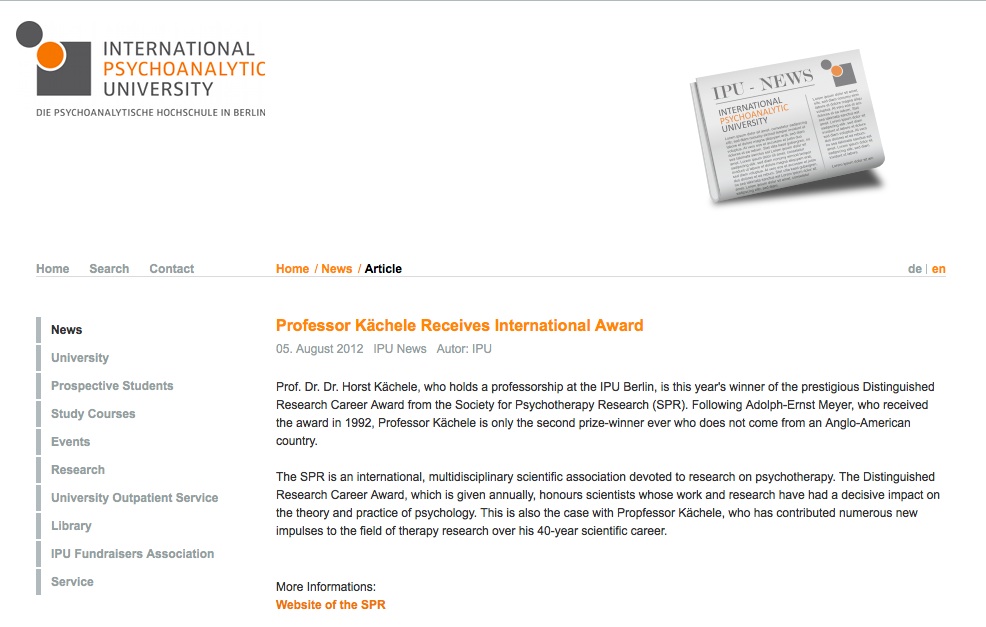 INTERNATIONAL
PSYCHOANALYTIC
UNIVERSITY
DIE PSYCHOANALYTISCHE HOCHSCHULE IN BERLIN
IPU - NEWS
INTERNATIONAL
PSYCHOANALYTIC
UNIVERSITY
Home Search Contact
Home / News / Article
de | en
News
University
Prospective Students
Study Courses
Events
Research
University Outpatient Service
Library
IPU Fundraisers Association
Service
Professor Kächele Receives International Award
05. August 2012 IPU News Autor: IPU
Prof. Dr. Dr. Horst Kächele, who holds a professorship at the IPU Berlin, is this year's winner of the prestigious Distinguished
Research Career Award from the Society for Psychotherapy Research (SPR). Following Adolph-Ernst Meyer, who received
the award in 1992, Professor Kächele is only the second prize-winner ever who does not come from an Anglo-American
country.
The SPR is an international, multidisciplinary scientific association devoted to research on psychotherapy. The Distinguished
Research Career Award, which is given annually, honours scientists whose work and research have had a decisive impact on
the theory and practice of psychology. This is also the case with Propfessor Kächele, who has contributed numerous new
impulses to the field of therapy research over his 40-year scientific career.
More Informations:
Website of the SPR